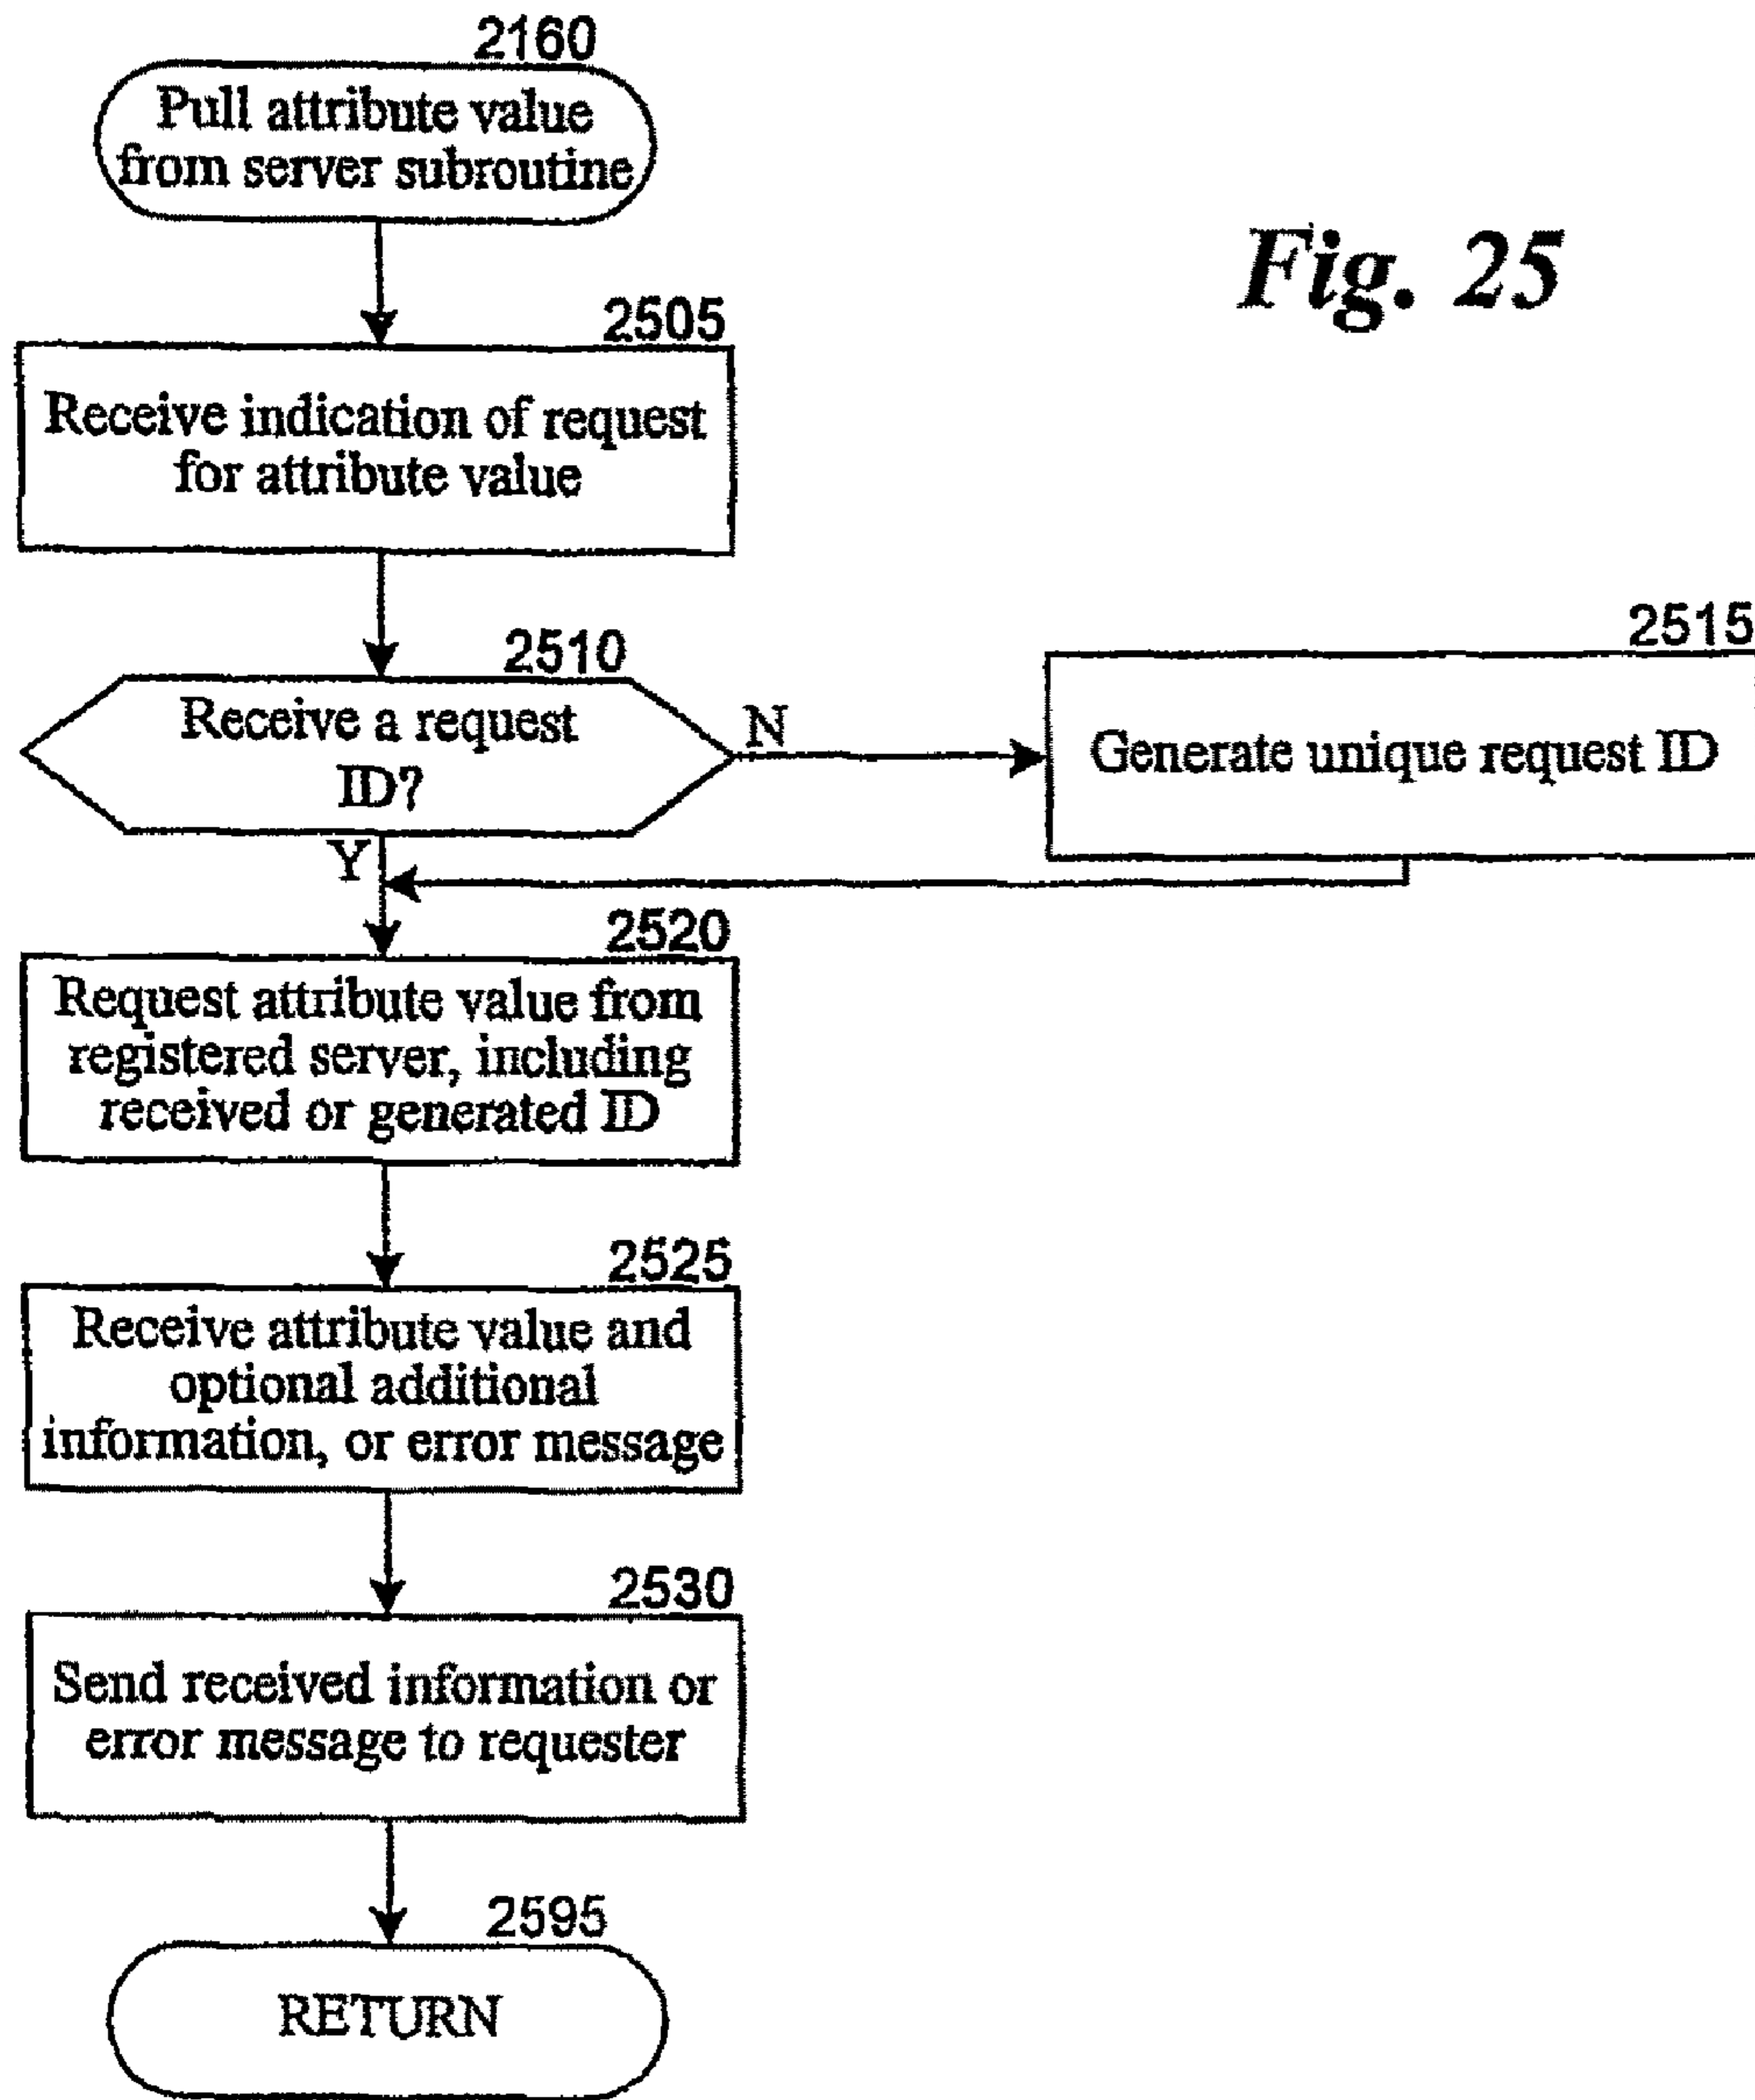 2160
Pull attribute value
from server subroutine
Fig. 25
2505
Receive indication of request
for attribute value
2510
Receive a request
ID?
N
2515
Generate unique request ID
Y
2520
Request attribute value from
registered server, including
received or generated ID
2525
Receive attribute value and
optional additional
information, or error message
2530
Send received information or
error message to requester
2595
RETURN